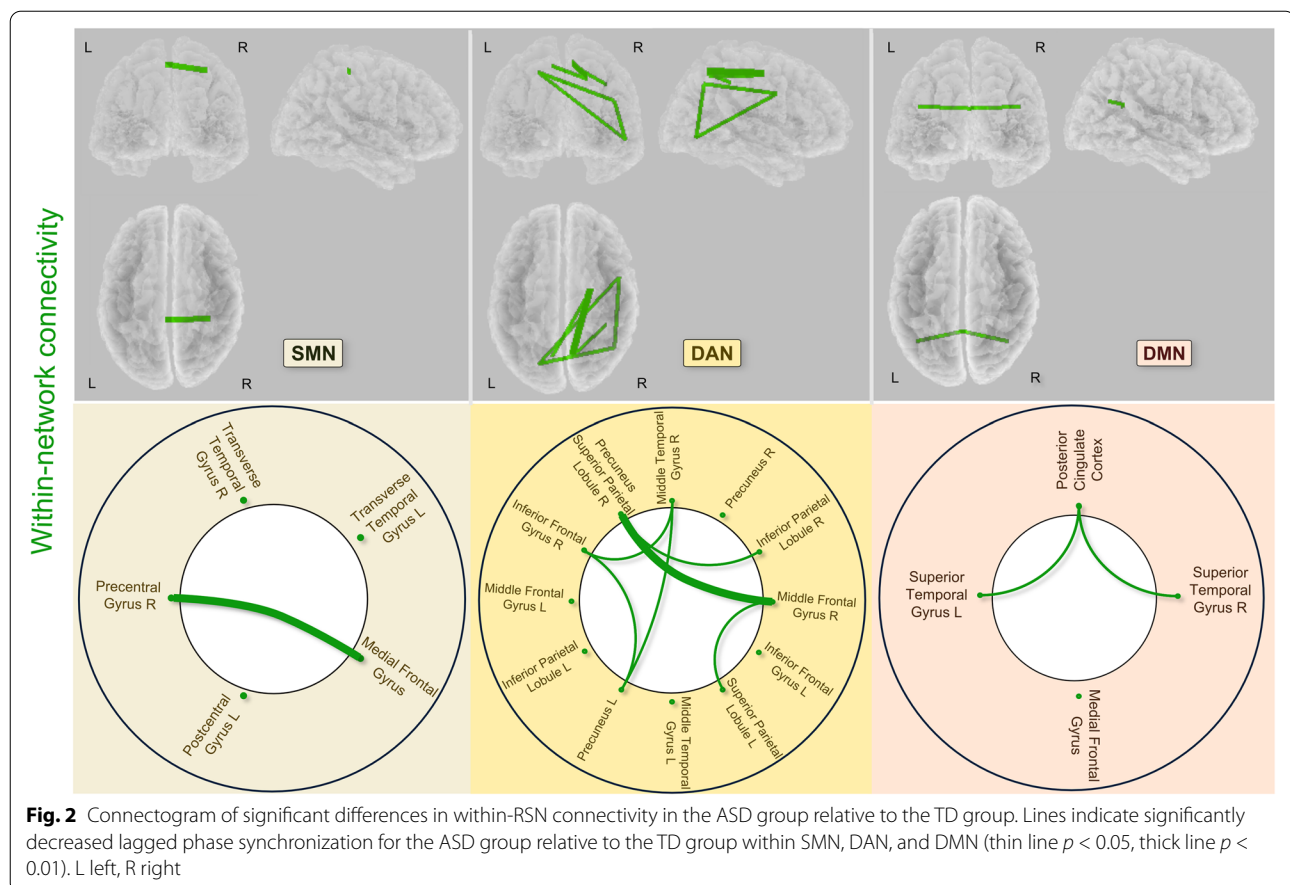 Within-network connectivity
L
R
SMN
L
R
L
R
DAN
L
R
L
R
DMN
L
R
Transverse
Temporal
Gyrus R
Transverse
Temporal
Gyrus L
Precentral
Gyrus R
Medial Frontal
Gyrus
Postcentral
Gyrus L
Precuneus
Superior Parietal
Lobule R
Middle Temporal
Gyrus R
Precuneus R
Inferior Frontal
Gyrus R
Inferior Parietal
Lobule R
Middle Frontal
Gyrus L
Middle Frontal
Gyrus R
Inferior Parietal
Lobule L
Inferior Frontal
Gyrus L
Precuneus L
Middle Temporal
Gyrus L
Superior Parietal
Lobule L
Posterior
Cingulate
Cortex
Superior
Temporal
Gyrus L
Superior
Temporal
Gyrus R
Medial Frontal
Gyrus
Fig. 2 Connectogram of significant differences in within-RSN connectivity in the ASD group relative to the TD group. Lines indicate significantly
decreased lagged phase synchronization for the ASD group relative to the TD group within SMN, DAN, and DMN (thin line p < 0.05, thick line p <
0.01). L left, R right